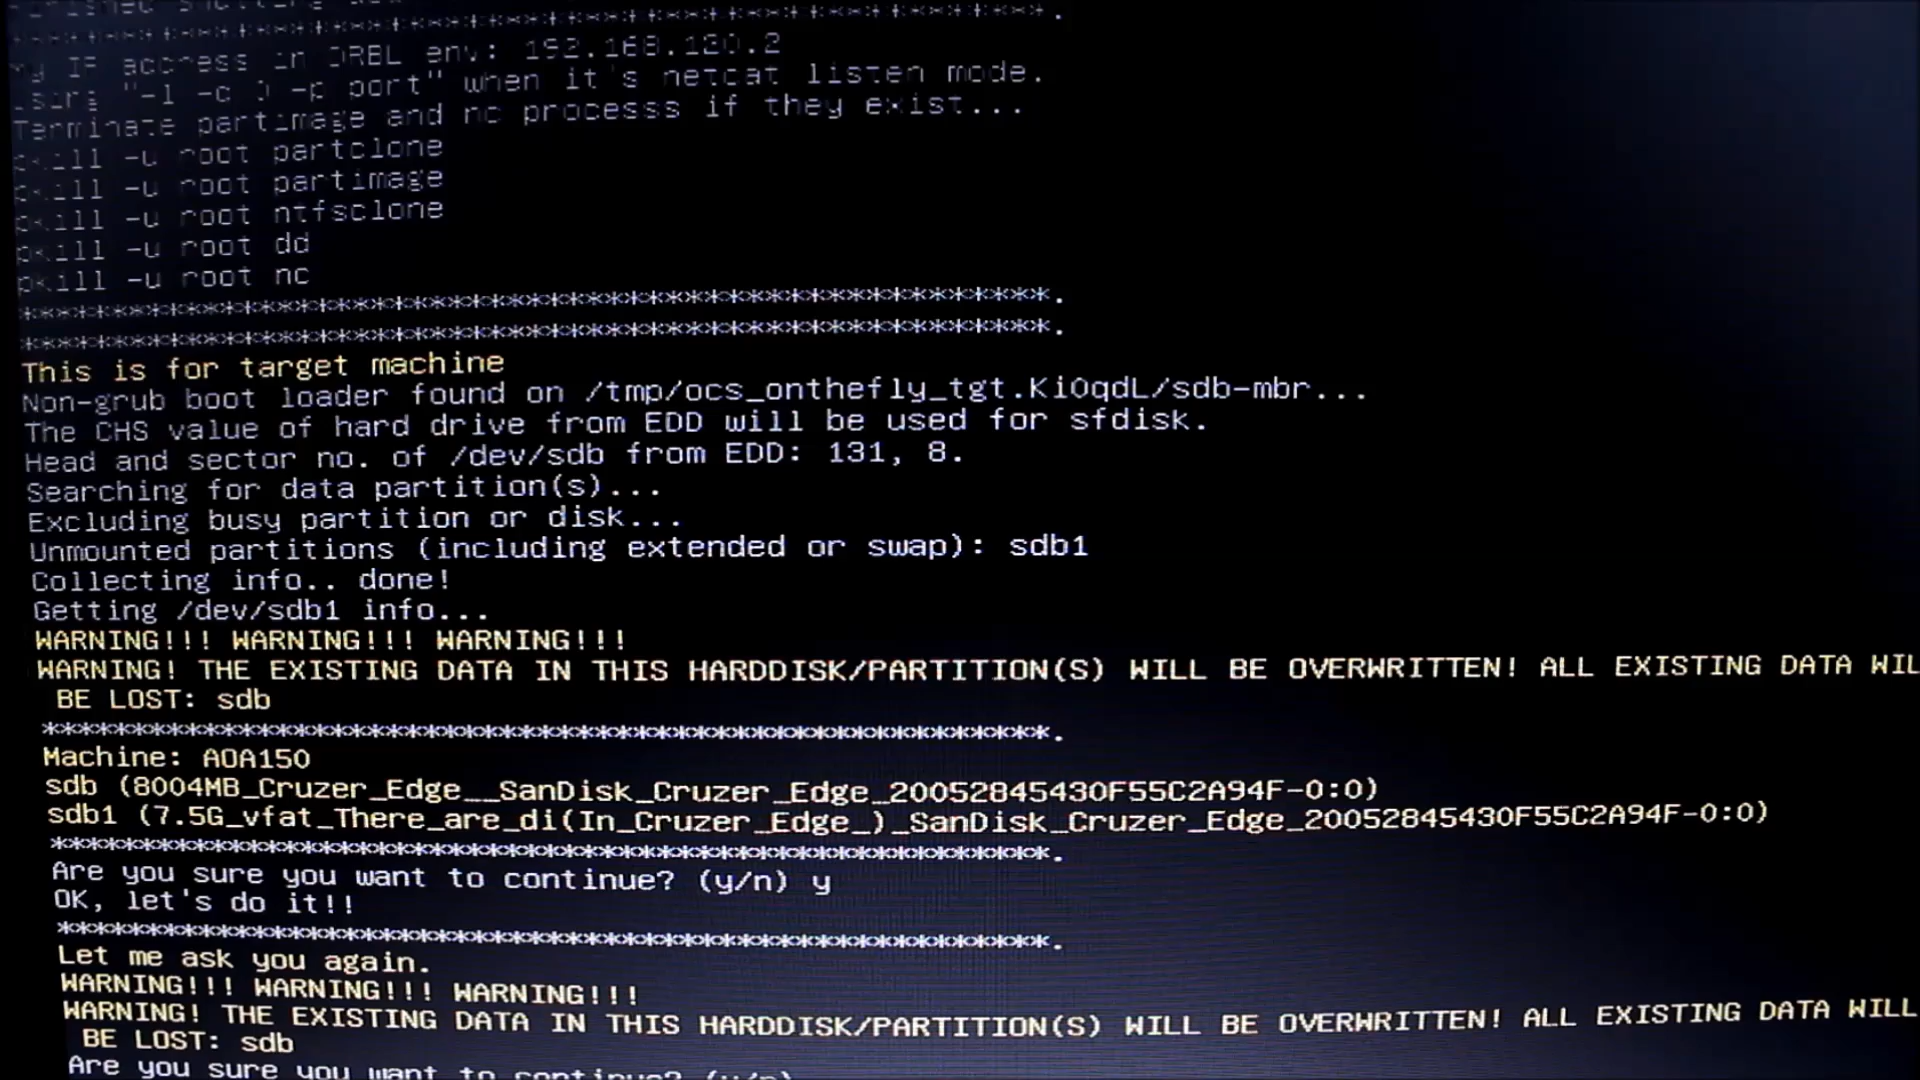 ******************************************************.
My IP address in DRBL env: 192.168.120.2
Using "-l -c 0 -p port" when it's netcat listen mode.
Terminate partimage and nc processs if they exist...
pkill -u root partclone
pkill -u root partimage
pkill -u root ntfsclone
pkill -u root dd
pkill -u root nc
*********************************************************.
*********************************************************.
This is for target machine
Non-grub boot loader found on /tmp/ocs_onthefly_tgt.KiOqdL/sdb-mbr...
The CHS value of hard drive from EDD will be used for sfdisk.
Head and sector no. of /dev/sdb from EDD: 131, 8.
Searching for data partition(s)...
Excluding busy partition or disk...
Unmounted partitions (including extended or swap): sdb1
Collecting info.. done!
Getting /dev/sdb1 info...
WARNING!!! WARNING!!! WARNING!!!
WARNING! THE EXISTING DATA IN THIS HARDDISK/PARTITION(S) WILL BE OVERWRITTEN! ALL EXISTING DATA WIL
BE LOST: sdb
*********************************************************.
Machine: AOA150
sdb (8004MB_Cruzer_Edge__SanDisk_Cruzer_Edge_20052845430F55C2A94F-0:0)
sdb1 (7.5G_vfat_There_are_di(In_Cruzer_Edge_)_SanDisk_Cruzer_Edge_20052845430F55C2A94F-0:0)
*********************************************************.
Are you sure you want to continue? (y/n) y
OK, let's do it!!
*********************************************************.
Let me ask you again.
WARNING!!! WARNING!!! WARNING!!!
WARNING! THE EXISTING DATA IN THIS HARDDISK/PARTITION(S) WILL BE OVERWRITTEN! ALL EXISTING DATA WILL
BE LOST: sdb
Are you sure you want to continue? (y/n)